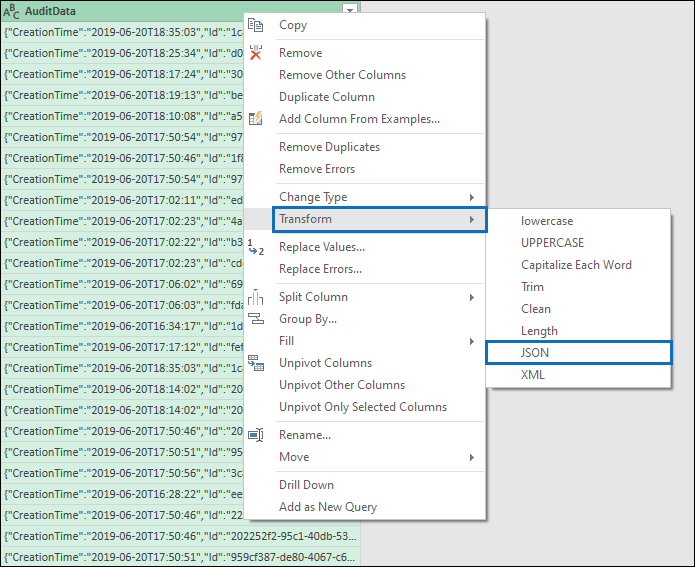 ABC AuditData
{"CreationTime":"2019-06-20T18:35:03","Id":"1ca
{"CreationTime":"2019-06-20T18:25:34","Id":"d0
{"CreationTime":"2019-06-20T18:17:24","Id":"30
{"CreationTime":"2019-06-20T18:19:13","Id":"be
{"CreationTime":"2019-06-20T18:10:08","Id":"a5
{"CreationTime":"2019-06-20T17:50:54","Id":"97
{"CreationTime":"2019-06-20T17:50:46","Id":"1f8
{"CreationTime":"2019-06-20T17:50:54","Id":"97
{"CreationTime":"2019-06-20T17:02:11","Id":"ed
{"CreationTime":"2019-06-20T17:02:23","Id":"4a
{"CreationTime":"2019-06-20T17:02:22","Id":"b3
{"CreationTime":"2019-06-20T17:02:23","Id":"cd
{"CreationTime":"2019-06-20T17:06:02","Id":"69
{"CreationTime":"2019-06-20T17:06:03","Id":"fda
{"CreationTime":"2019-06-20T16:34:17","Id":"1d
{"CreationTime":"2019-06-20T17:17:12","Id":"fef
{"CreationTime":"2019-06-20T18:35:03","Id":"1ca
{"CreationTime":"2019-06-20T18:14:02","Id":"20
{"CreationTime":"2019-06-20T18:14:02","Id":"20
{"CreationTime":"2019-06-20T17:50:46","Id":"20
{"CreationTime":"2019-06-20T17:50:51","Id":"95
{"CreationTime":"2019-06-20T17:50:56","Id":"3ca
{"CreationTime":"2019-06-20T16:28:22","Id":"ee
{"CreationTime":"2019-06-20T17:50:46","Id":"22
{"CreationTime":"2019-06-20T17:50:46","Id":"202252f2-95c1-40db-53...
{"CreationTime":"2019-06-20T17:50:51","Id":"959cf387-de80-4067-c6...
Copy
Remove
Remove Other Columns
Duplicate Column
Add Column From Examples...
Remove Duplicates
Remove Errors
Change Type
Transform
Replace Values...
Replace Errors...
Split Column
Group By...
Fill
Unpivot Columns
Unpivot Other Columns
Unpivot Only Selected Columns
Rename...
Move
Drill Down
Add as New Query
lowercase
UPPERCASE
Capitalize Each Word
Trim
Clean
Length
JSON
XML